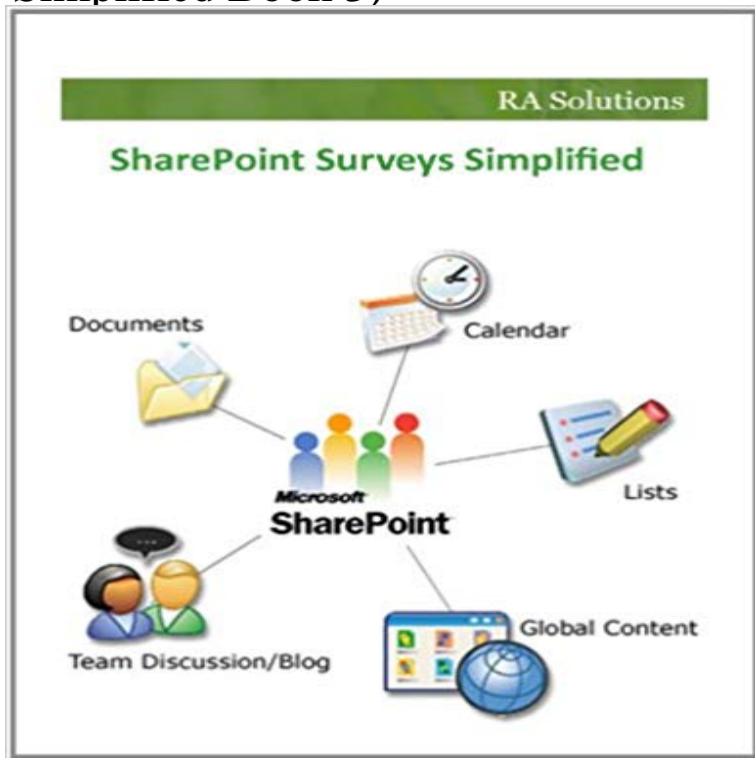 RA Solutions
SharePoint Surveys Simplified
Calendar
Documents
Lists
Microsoft
SharePoint
Global Content
Team Discussion/Blog